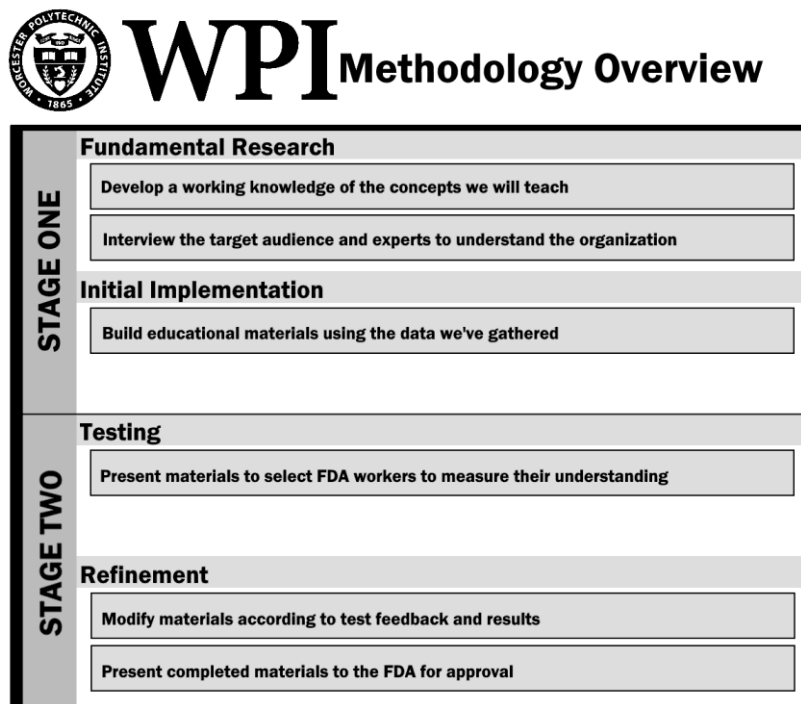 WORCESTER POLYTECHNIC INSTITUTE
1865
WPI Methodology Overview
STAGE ONE
Fundamental Research
Develop a working knowledge of the concepts we will teach
Interview the target audience and experts to understand the organization
Initial Implementation
Build educational materials using the data we've gathered
STAGE TWO
Testing
Present materials to select FDA workers to measure their understanding
Refinement
Modify materials according to test feedback and results
Present completed materials to the FDA for approval